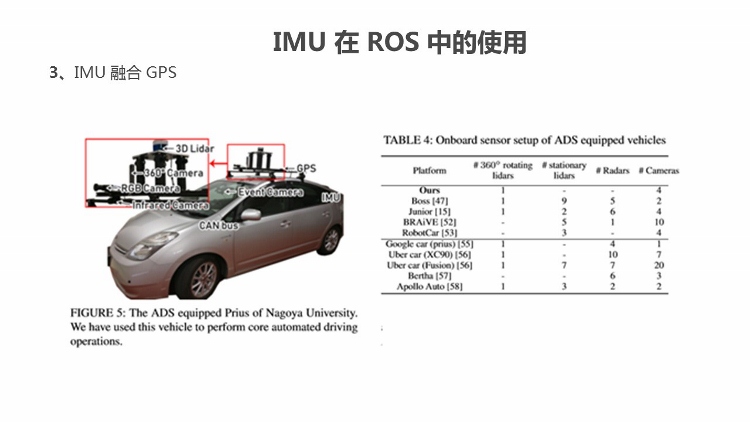 IMU 在 ROS 中的使用
3、IMU 融合 GPS
3D Lidar
360° Camera
RGB Camera
Infrared Camera
GPS
Event Camera
IMU
CAN bus
FIGURE 5: The ADS equipped Prius of Nagoya University.
We have used this vehicle to perform core automated driving
operations.
TABLE 4: Onboard sensor setup of ADS equipped vehicles
Platform # 360° rotating lidars # stationary lidars # Radars # Cameras
Ours 1 - - 4
Boss [47] 1 9 5 2
Junior [15] 1 2 6 4
BRAiVE [52] - 5 1 10
RobotCar [53] - 3 - 4
Google car (prius) [55] 1 - 4 1
Uber car (XC90) [56] 1 - 10 7
Uber car (Fusion) [56] 1 7 7 20
Bertha [57] - - 6 3
Apollo Auto [58] 1 3 2 2